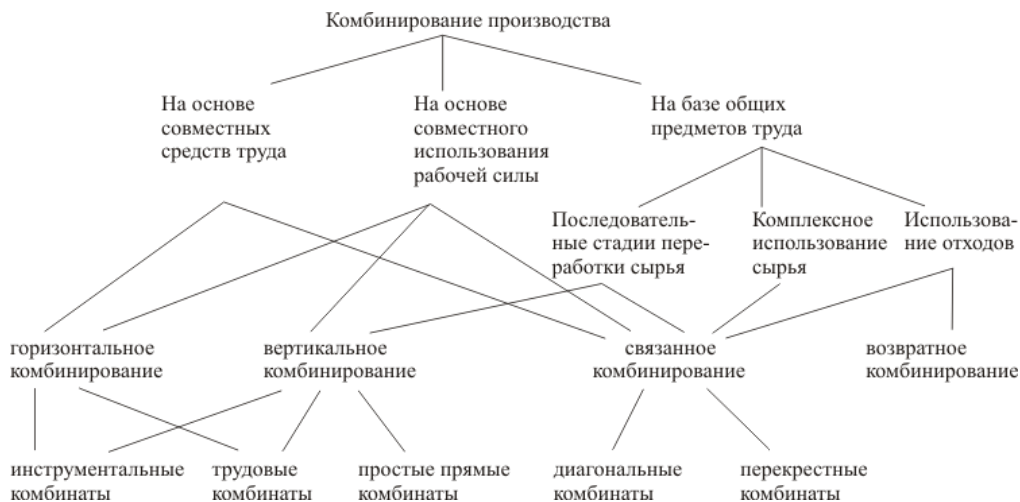 Комбинирование производства
На основе
совместных
средств труда
На основе
совместного
использования
рабочей силы
На базе общих
предметов труда
Последователь-
ные стадии пере-
работки сырья
Комплексное
использование
сырья
Использова-
ние отходов
горизонтальное
комбинирование
вертикальное
комбинирование
связанное
комбинирование
возвратное
комбинирование
инструментальные
комбинаты
трудовые
комбинаты
простые прямые
комбинаты
диагональные
комбинаты
перекрестные
комбинаты